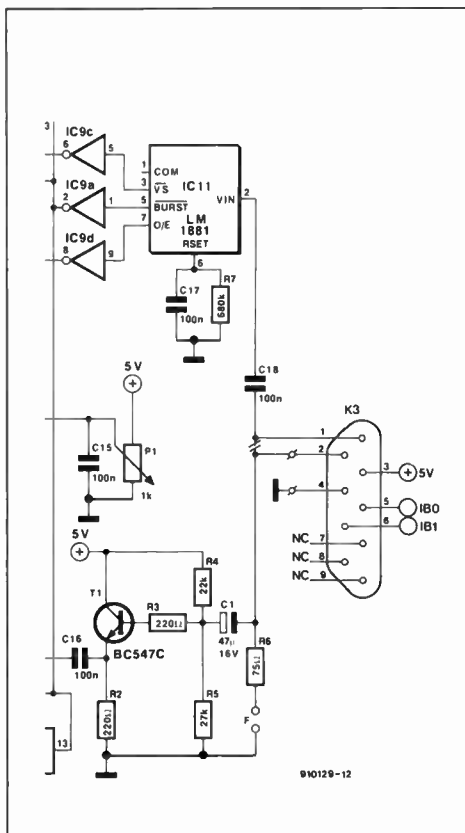 3
IC9c
6
5
1
COM
IC11
3
VS
VIN
2
IC9a
2
1
5
BURST
LM
7
O/E
1881
IC9d
RSET
8
9
6
C17
R7
100n
680k
5V
C18
100n
K3
1
2
C15
P1
3
5V
100n
4
1k
5
IB0
6
IB1
5V
NC
7
R4
NC
8
22k
NC
9
T1
R3
C1
220Ω
BC547C
47µ
16V
R6
75Ω
C16
100n
R2
220Ω
R5
27k
F
13
910129-12